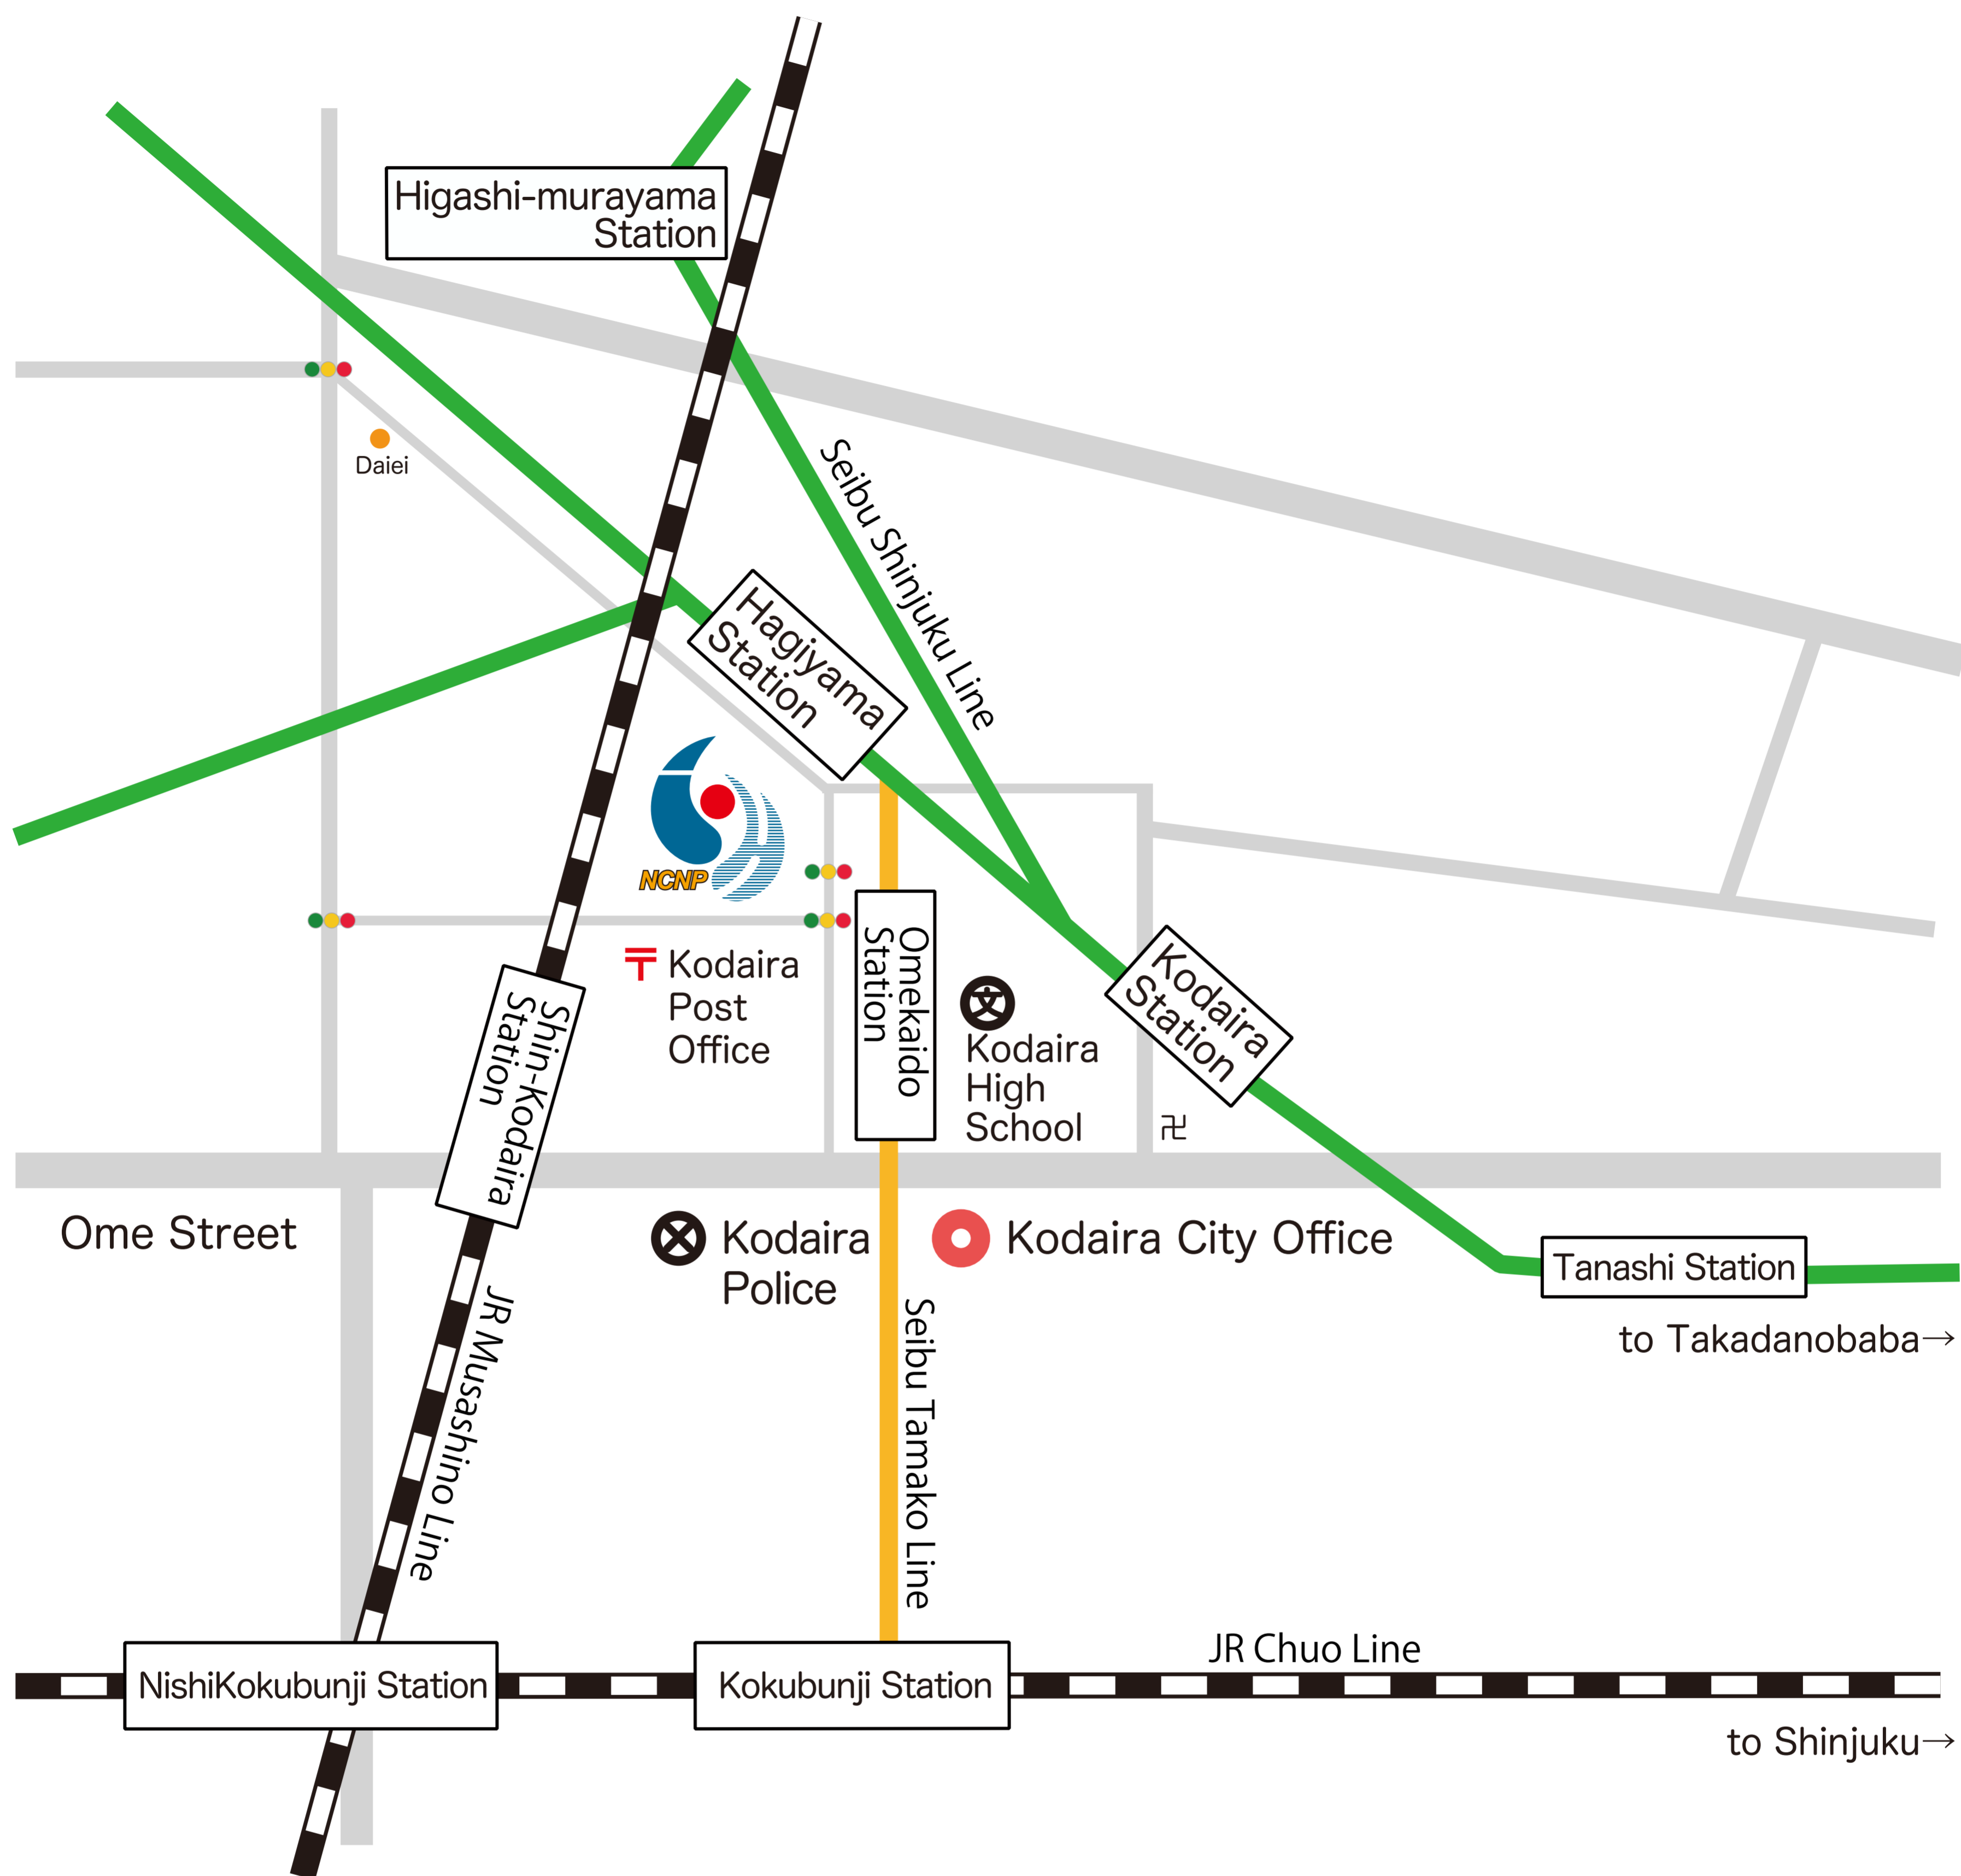 Higashi-murayama
Station
Daiei
Seibu Shinjuku Line
Hagiyama
Station
NCNP
Kodaira
Post
Office
Omekaido
Station
Kodaira
High
School
Kodaira
Station
Shin-Kodaira
Station
Ome Street
Kodaira
Police
Kodaira City Office
Tanashi Station
to Takadanobaba→
JR Musashino Line
Seibu Tamako Line
JR Chuo Line
NishiKokubunji Station
Kokubunji Station
to Shinjuku→